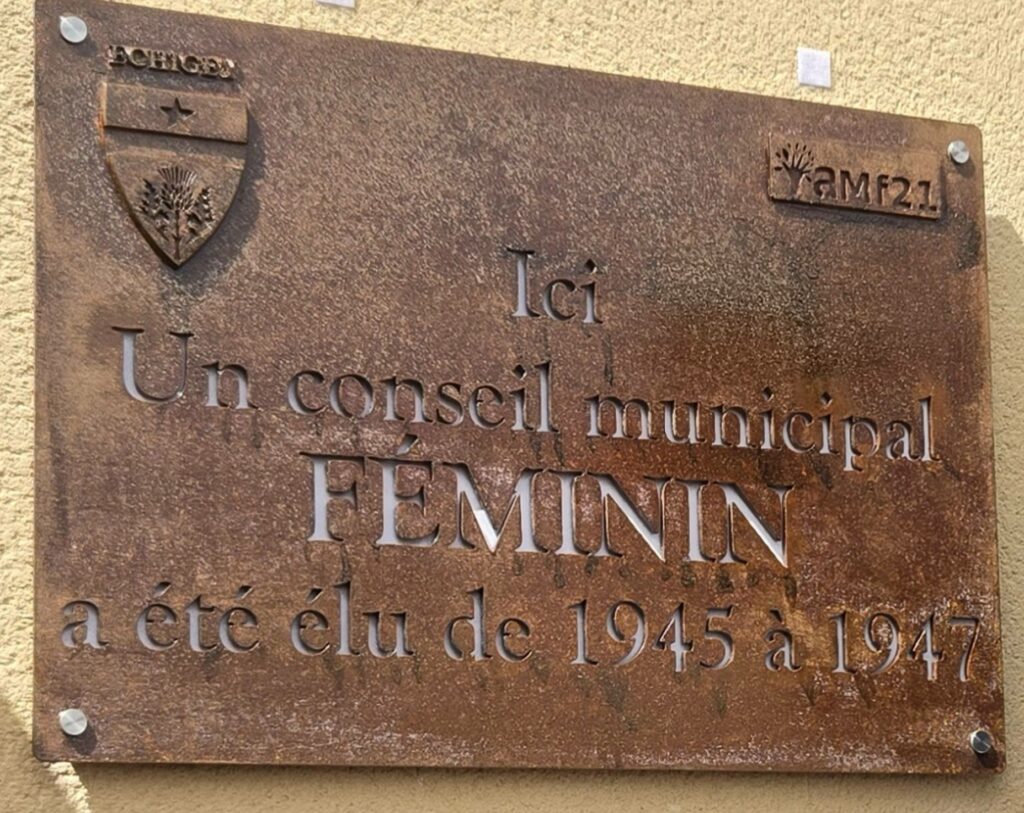 ECHIGEY
aMf21
Ici
Un conseil municipal
FÉMININ
a été élu de 1945 à 1947